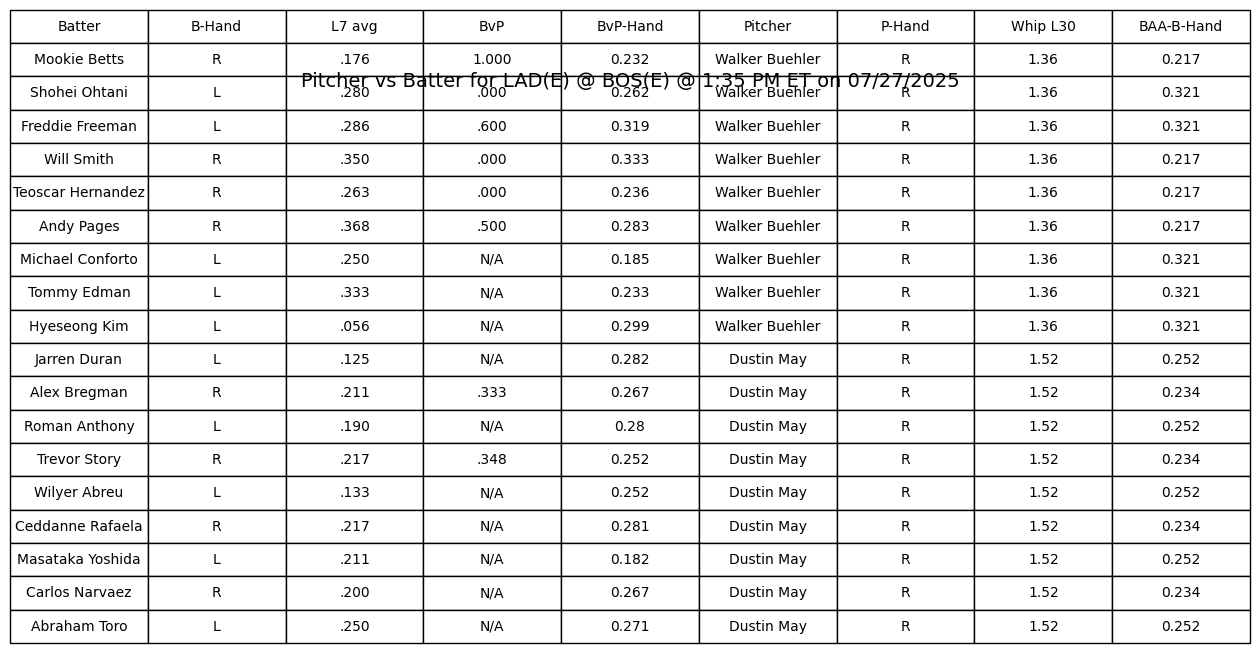 Batter B-Hand L7 avg BvP BvP-Hand Pitcher P-Hand Whip L30 BAA-B-Hand
Mookie Betts R .176 1.000 0.232 Walker Buehler R 1.36 0.217
Pitcher vs Batter for LAD(E) @ BOS(E) @ 1:35 PM ET on 07/27/2025
Shohei Ohtani L .280 .000 0.262 Walker Buehler R 1.36 0.321
Freddie Freeman L .286 .600 0.319 Walker Buehler R 1.36 0.321
Will Smith R .350 .000 0.333 Walker Buehler R 1.36 0.217
Teoscar Hernandez R .263 .000 0.236 Walker Buehler R 1.36 0.217
Andy Pages R .368 .500 0.283 Walker Buehler R 1.36 0.217
Michael Conforto L .250 N/A 0.185 Walker Buehler R 1.36 0.321
Tommy Edman L .333 N/A 0.233 Walker Buehler R 1.36 0.321
Hyeseong Kim L .056 N/A 0.299 Walker Buehler R 1.36 0.321
Jarren Duran L .125 N/A 0.282 Dustin May R 1.52 0.252
Alex Bregman R .211 .333 0.267 Dustin May R 1.52 0.234
Roman Anthony L .190 N/A 0.28 Dustin May R 1.52 0.252
Trevor Story R .217 .348 0.252 Dustin May R 1.52 0.234
Wilyer Abreu L .133 N/A 0.252 Dustin May R 1.52 0.252
Ceddanne Rafaela R .217 N/A 0.281 Dustin May R 1.52 0.234
Masataka Yoshida L .211 N/A 0.182 Dustin May R 1.52 0.252
Carlos Narvaez R .200 N/A 0.267 Dustin May R 1.52 0.234
Abraham Toro L .250 N/A 0.271 Dustin May R 1.52 0.252